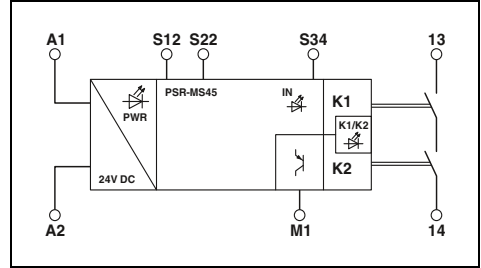 A1 S12 S22 S34 13
PSR-MS45 IN K1
PWR K1/K2
24V DC K2
A2 M1 14